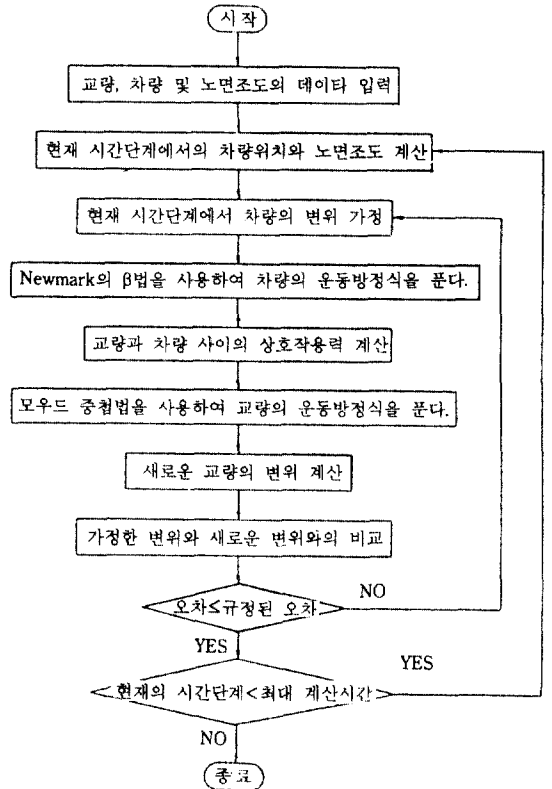 시작
교량, 차량 및 노면조도의 데이타 입력
현재 시간단계에서의 차량위치와 노면조도 계산
현재 시간단계에서 차량의 변위 가정
Newmark의 β법을 사용하여 차량의 운동방정식을 푼다.
교량과 차량 사이의 상호작용력 계산
모우드 중첩법을 사용하여 교량의 운동방정식을 푼다.
새로운 교량의 변위 계산
가정한 변위와 새로운 변위와의 비교
오차≤규정된 오차
NO
YES
현재의 시간단계<최대 계산시간
YES
NO
종료